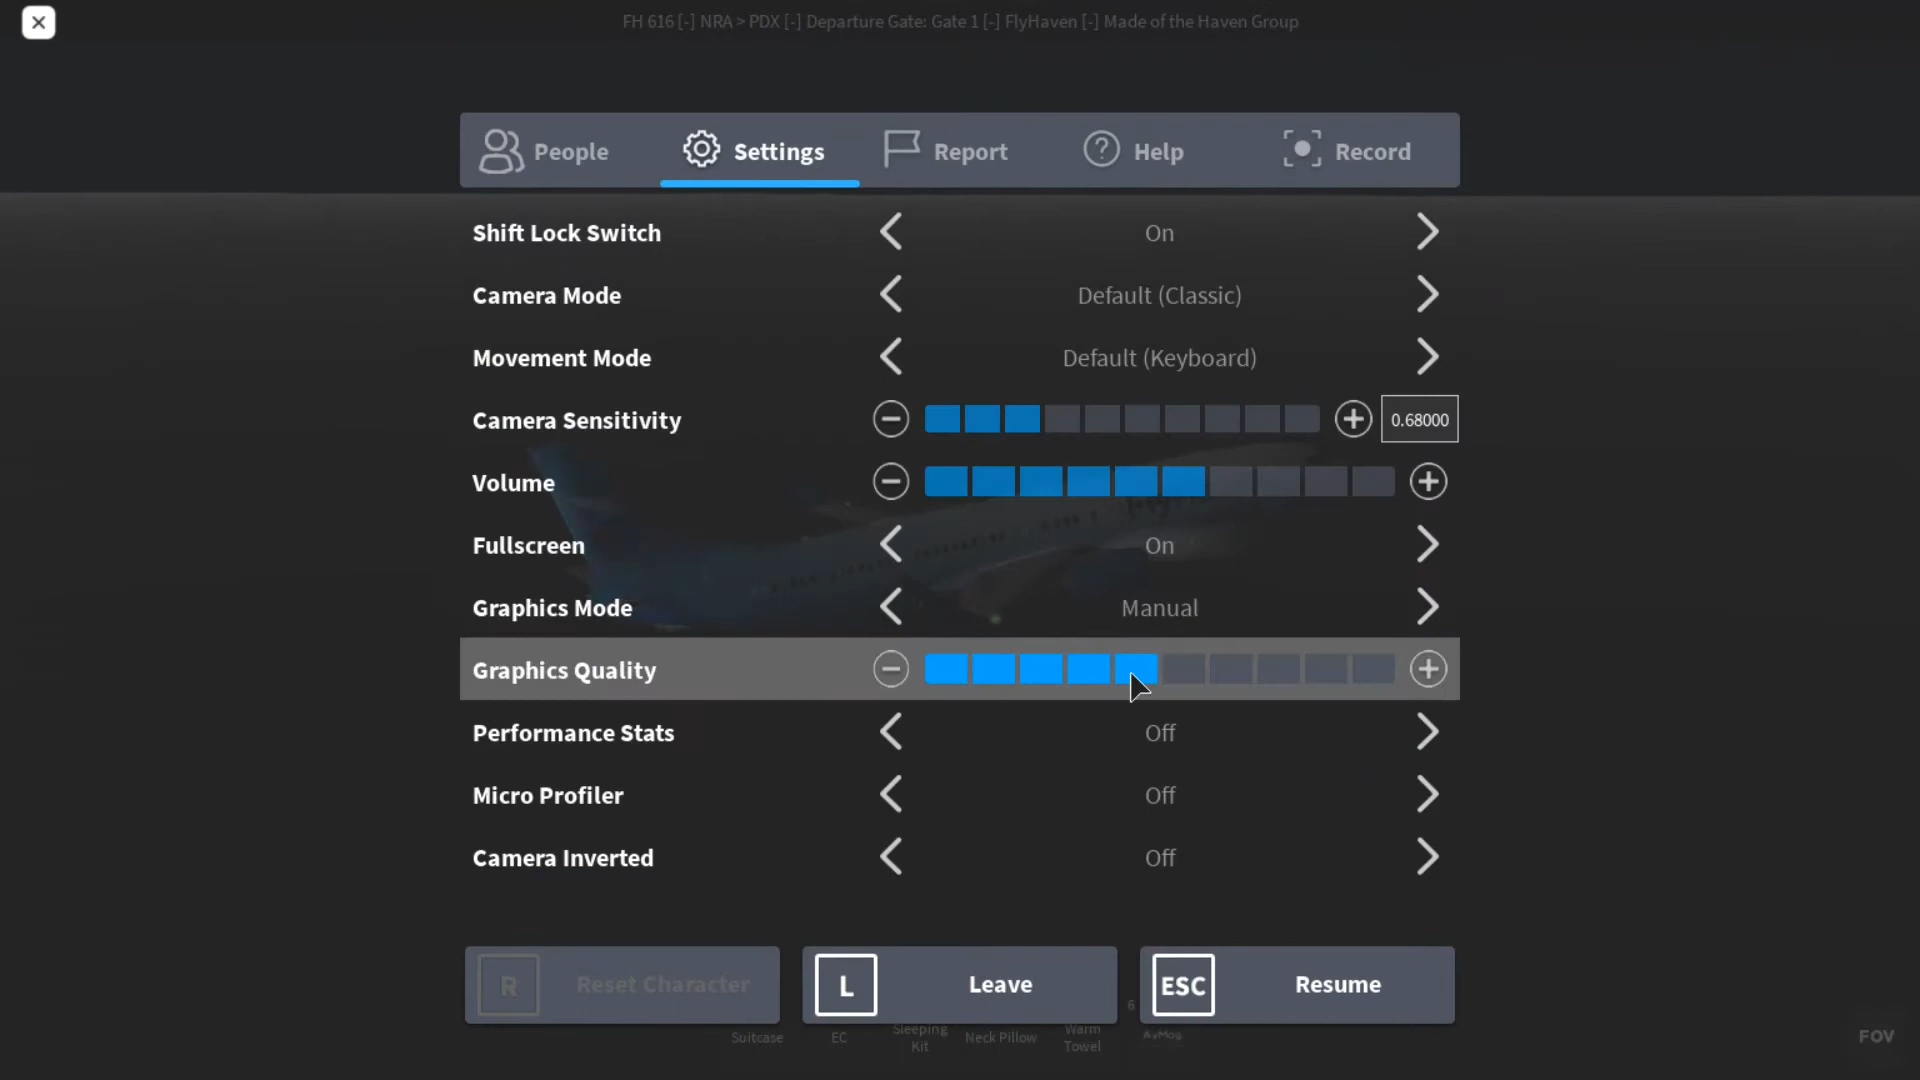 FH 616 [-] NRA > PDX [-] Departure Gate: Gate 1 [-] FlyHaven [-] Made of the Haven Group
People Settings Report Help Record
Shift Lock Switch On
Camera Mode Default (Classic)
Movement Mode Default (Keyboard)
Camera Sensitivity 0.68000
Volume
Fullscreen On
Graphics Mode Manual
Graphics Quality
Performance Stats Off
Micro Profiler Off
Camera Inverted Off
R Reset Character L Leave ESC Resume
6
Suitcase EC Sleeping Kit Neck Pillow Warm Towel
FOV